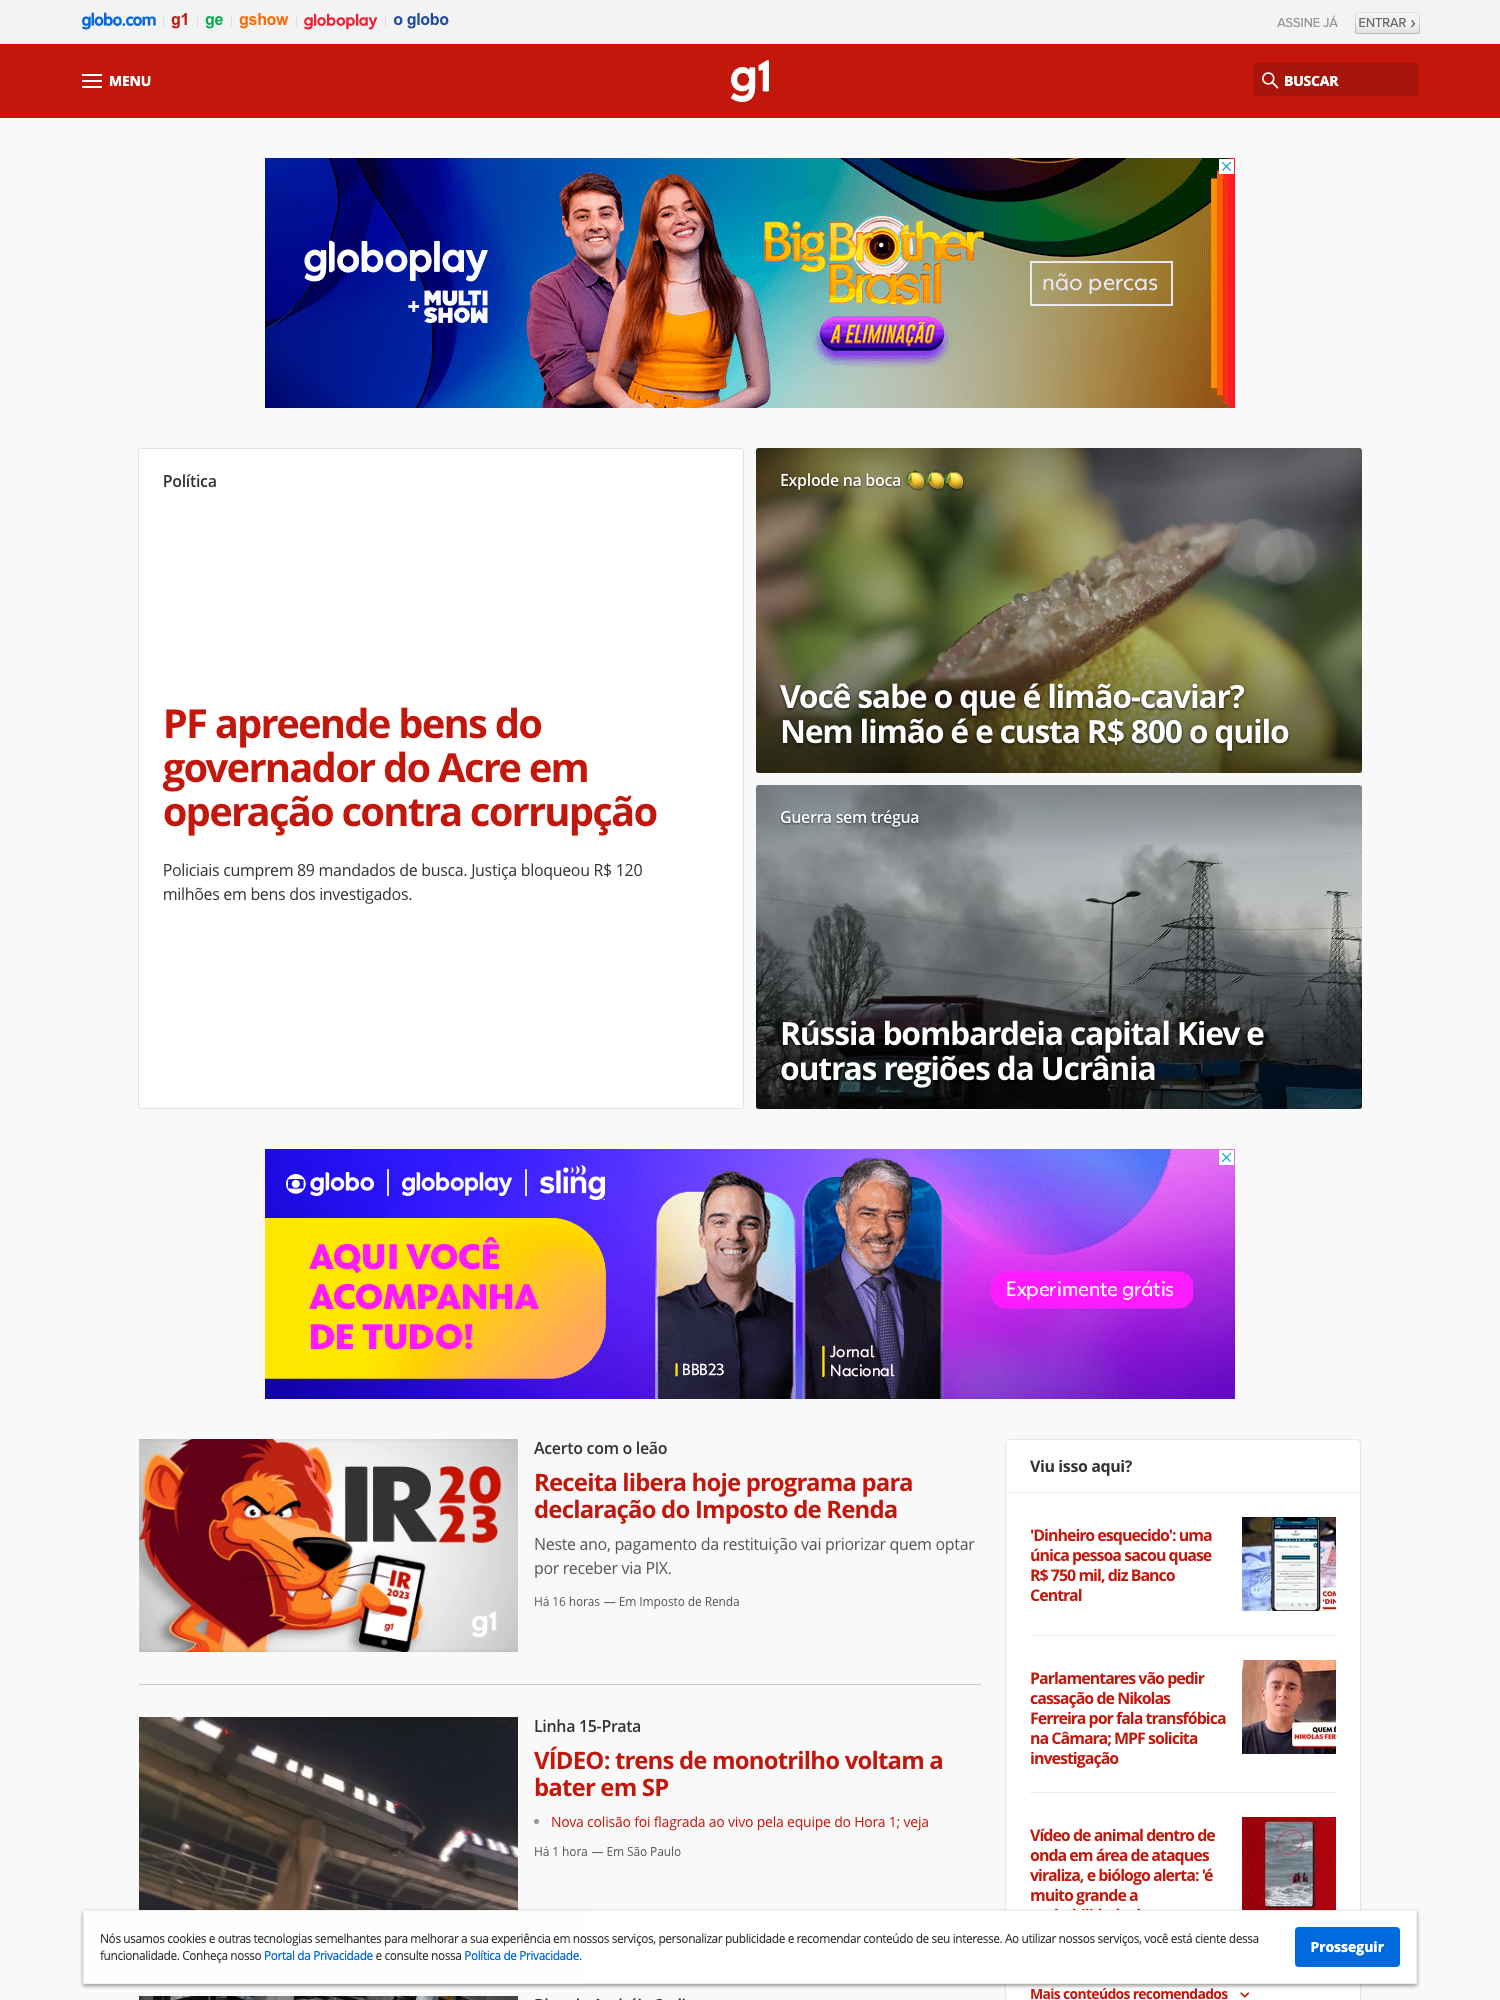 globo.com g1 ge gshow globoplay o globo
ASSINE JÁ ENTRAR ›
MENU
g1
BUSCAR
globoplay
+ MULTI
SHOW
Big Brother
Brasil
A ELIMINAÇÃO
não percas
Política
PF apreende bens do
governador do Acre em
operação contra corrupção
Policiais cumprem 89 mandados de busca. Justiça bloqueou R$ 120
milhões em bens dos investigados.
Explode na boca 🍋🍋🍋
Você sabe o que é limão-caviar?
Nem limão é e custa R$ 800 o quilo
Guerra sem trégua
Rússia bombardeia capital Kiev e
outras regiões da Ucrânia
globo | globoplay | sling
AQUI VOCÊ
ACOMPANHA
DE TUDO!
BBB23
Jornal
Nacional
Experimente grátis
IR 2023
IR
2023
g1
g1
Acerto com o leão
Receita libera hoje programa para
declaração do Imposto de Renda
Neste ano, pagamento da restituição vai priorizar quem optar
por receber via PIX.
Há 16 horas — Em Imposto de Renda
Linha 15-Prata
VÍDEO: trens de monotrilho voltam a
bater em SP
• Nova colisão foi flagrada ao vivo pela equipe do Hora 1; veja
Há 1 hora — Em São Paulo
Viu isso aqui?
'Dinheiro esquecido': uma
única pessoa sacou quase
R$ 750 mil, diz Banco
Central
Parlamentares vão pedir
cassação de Nikolas
Ferreira por fala transfóbica
na Câmara; MPF solicita
investigação
QUEM É
NIKOLAS FER
Vídeo de animal dentro de
onda em área de ataques
viraliza, e biólogo alerta: 'é
muito grande a
Nós usamos cookies e outras tecnologias semelhantes para melhorar a sua experiência em nossos serviços, personalizar publicidade e recomendar conteúdo de seu interesse. Ao utilizar nossos serviços, você está ciente dessa
funcionalidade. Conheça nosso Portal da Privacidade e consulte nossa Política de Privacidade.
Prosseguir
Mais conteúdos recomendados